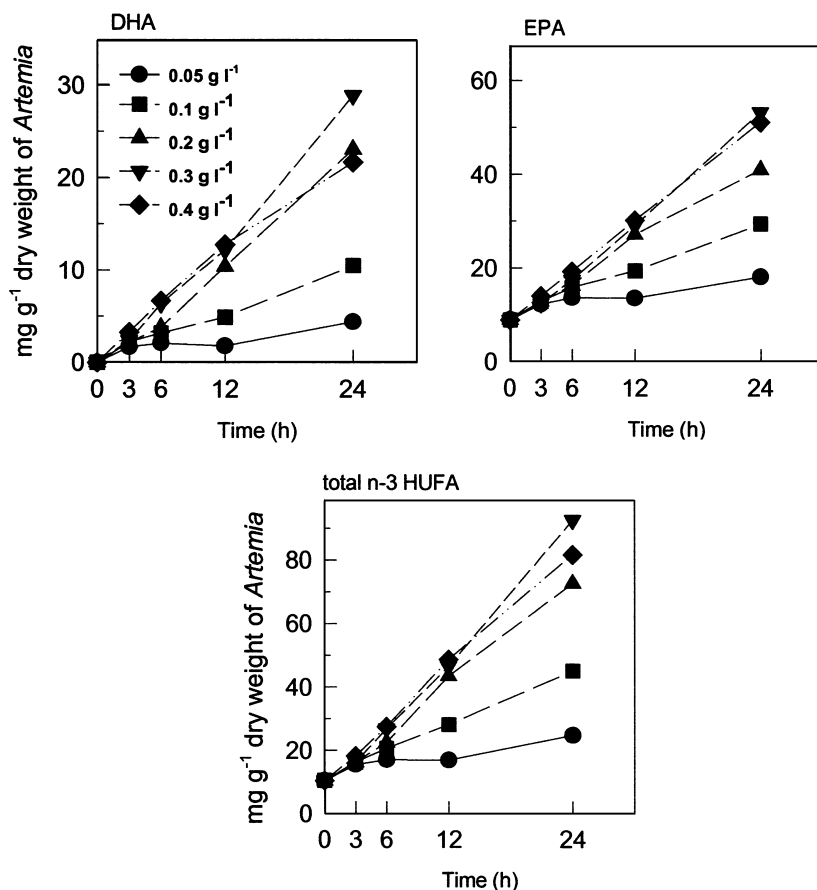 DHA
mg g⁻¹ dry weight of Artemia
30
20
10
0
0.05 g l⁻¹
0.1 g l⁻¹
0.2 g l⁻¹
0.3 g l⁻¹
0.4 g l⁻¹
0 3 6 12 24
Time (h)
EPA
60
40
20
0
0 3 6 12 24
Time (h)
total n-3 HUFA
mg g⁻¹ dry weight of Artemia
80
60
40
20
0
0 3 6 12 24
Time (h)